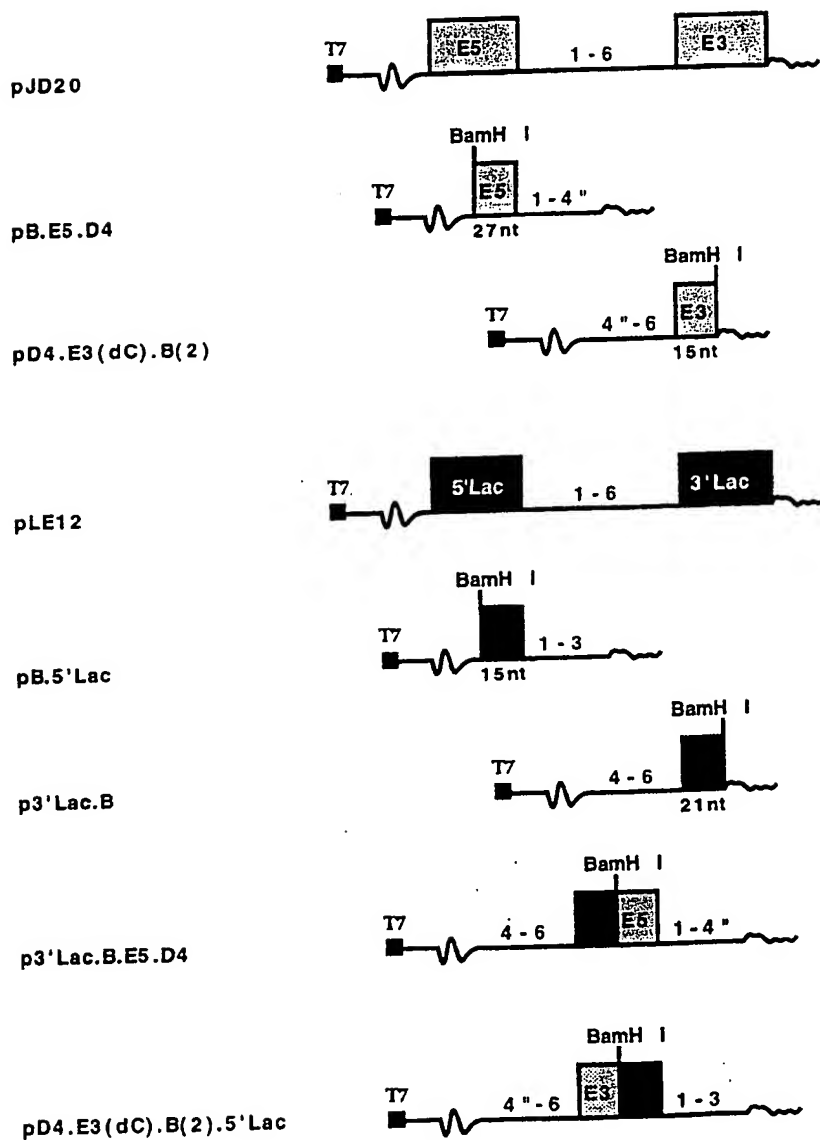 T7 E5 1-6 E3
pJD20
BamH I
T7 E5 1-4"
pB.E5.D4 27nt
BamH I
T7 4"-6 E3
pD4.E3(dC).B(2) 15nt
T7. 5'Lac 1-6 3'Lac
pLE12
BamH I
T7 1-3
pB.5'Lac 15nt
BamH I
T7 4-6
p3'Lac.B 21nt
BamH I
T7 4-6 E5 1-4"
p3'Lac.B.E5.D4
BamH I
T7 4"-6 E3 1-3
pD4.E3(dC).B(2).5'Lac